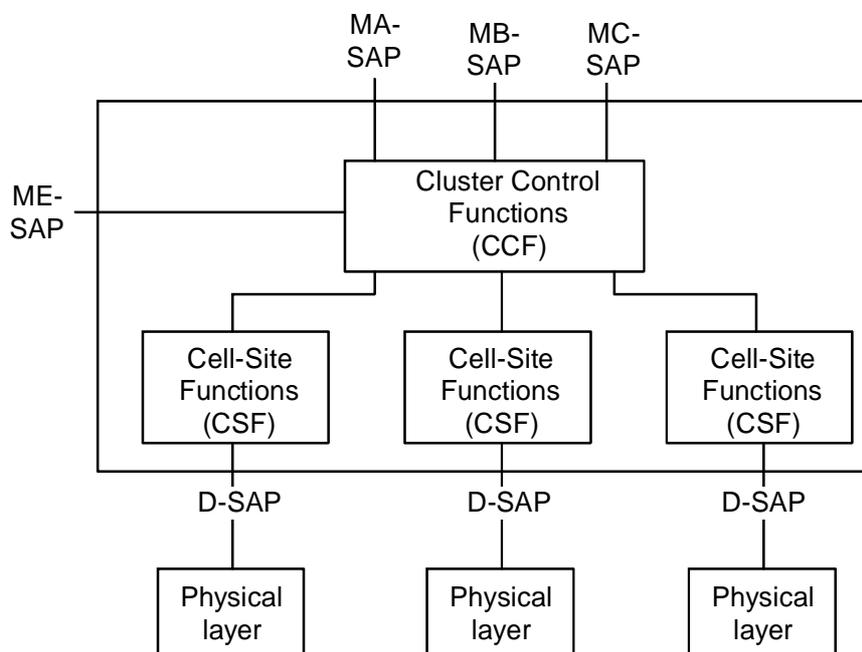 MA-
SAP
MB-
SAP
MC-
SAP
ME-
SAP
Cluster Control
Functions
(CCF)
Cell-Site
Functions
(CSF)
Cell-Site
Functions
(CSF)
Cell-Site
Functions
(CSF)
D-SAP
D-SAP
D-SAP
Physical
layer
Physical
layer
Physical
layer